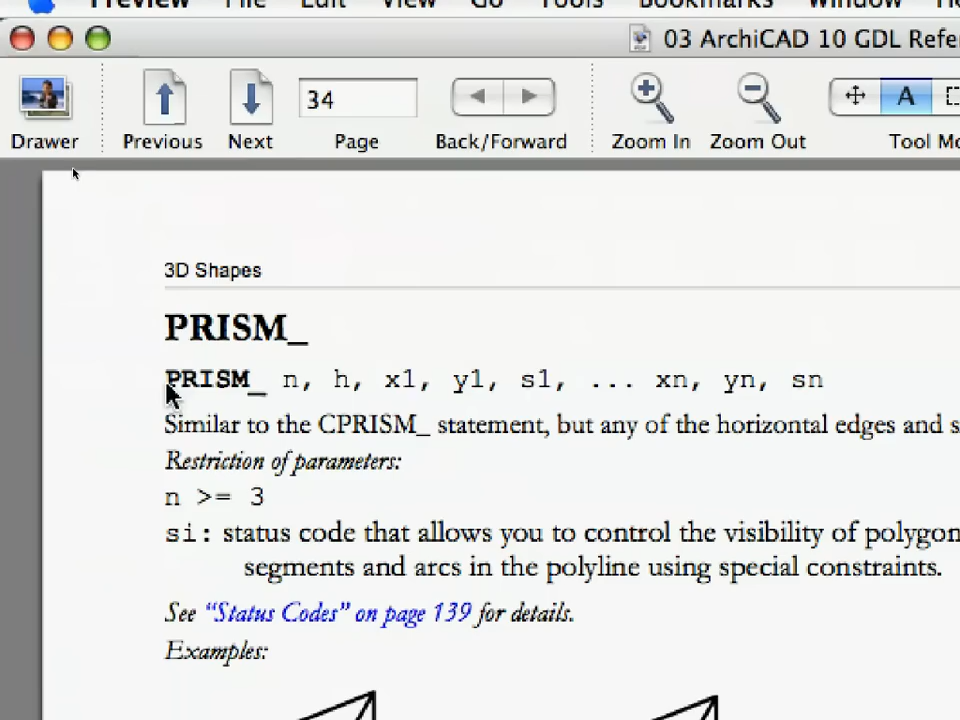 Preview File Edit View Go Tools Bookmarks Window
03 ArchiCAD 10 GDL Refe
34
Drawer Previous Next Page Back/Forward Zoom In Zoom Out Tool Mo
A
3D Shapes
PRISM_
PRISM_ n, h, x1, y1, s1, ... xn, yn, sn
Similar to the CPRISM_ statement, but any of the horizontal edges and s
Restriction of parameters:
n >= 3
si: status code that allows you to control the visibility of polygon
segments and arcs in the polyline using special constraints.
See “Status Codes” on page 139 for details.
Examples: